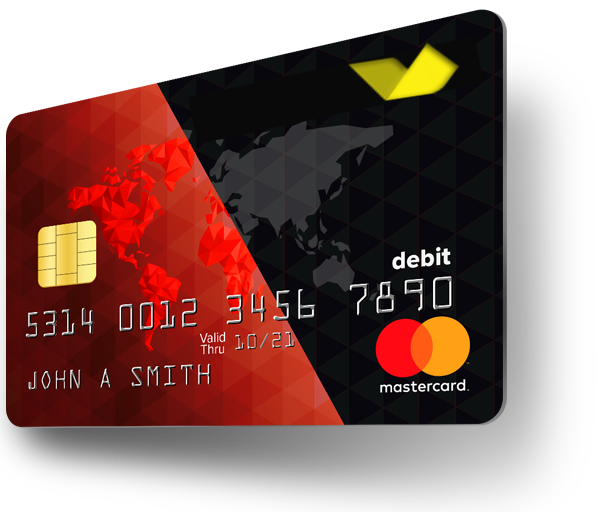 debit
5314 0012 3456 7890
Valid
Thru 10/21
JOHN A SMITH
mastercard.